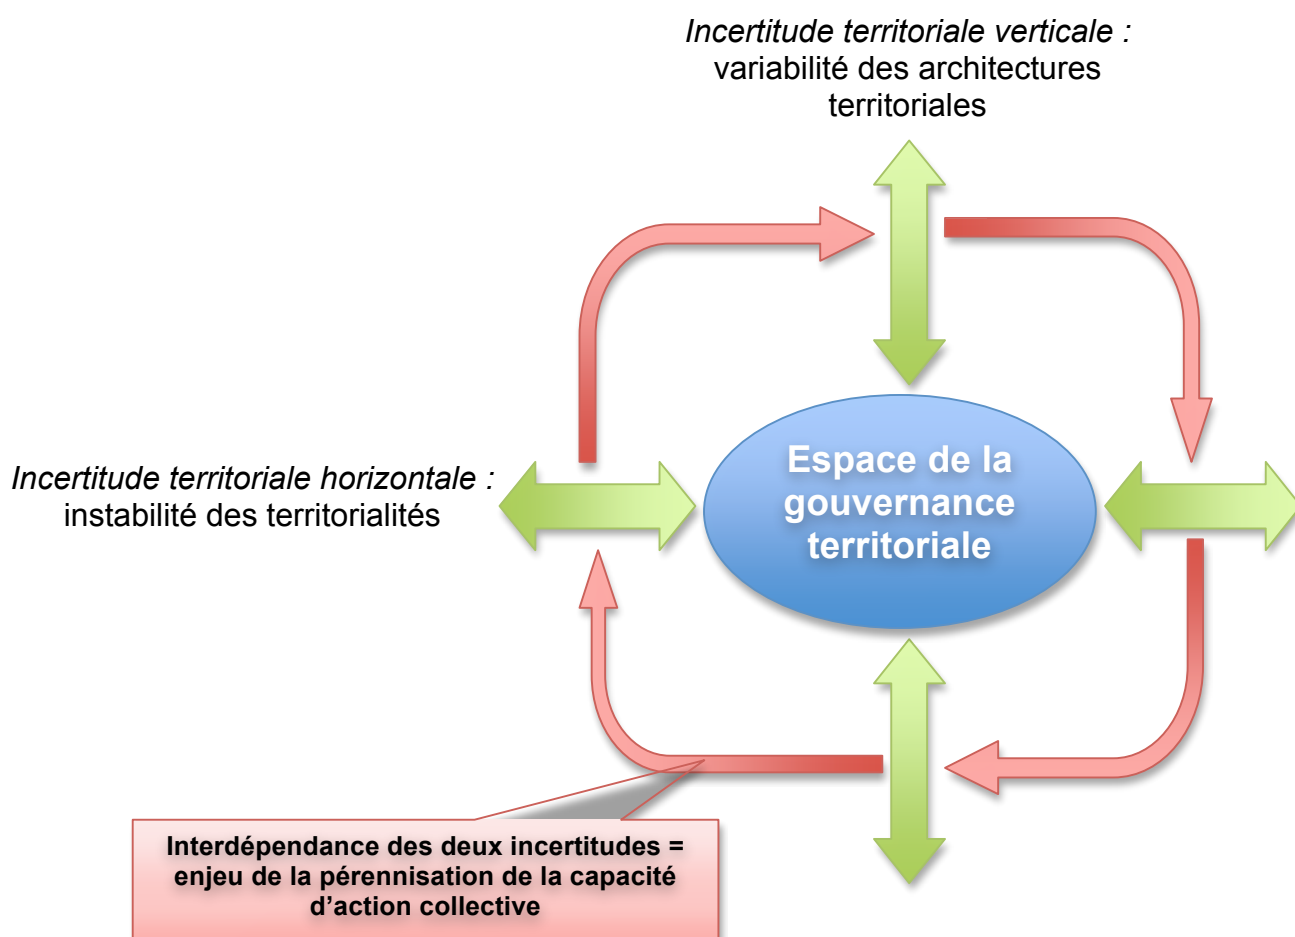 Incertitude territoriale verticale :
variabilité des architectures
territoriales
Incertitude territoriale horizontale :
instabilité des territorialités
Espace de la
gouvernance
territoriale
Interdépendance des deux incertitudes =
enjeu de la pérennisation de la capacité
d’action collective